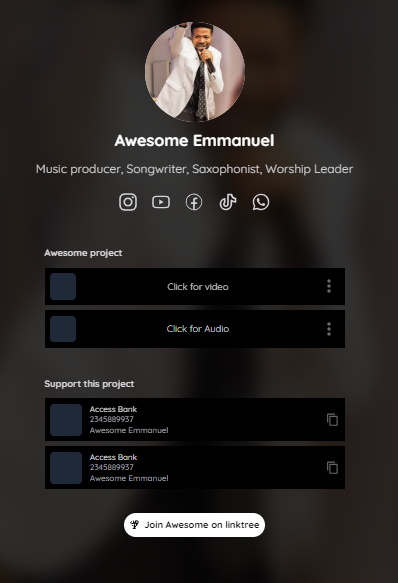 Awesome Emmanuel
Music producer, Songwriter, Saxophonist, Worship Leader
Awesome project
Click for video
Click for Audio
Support this project
Access Bank
2345889937
Awesome Emmanuel
Access Bank
2345889937
Awesome Emmanuel
Join Awesome on linktree